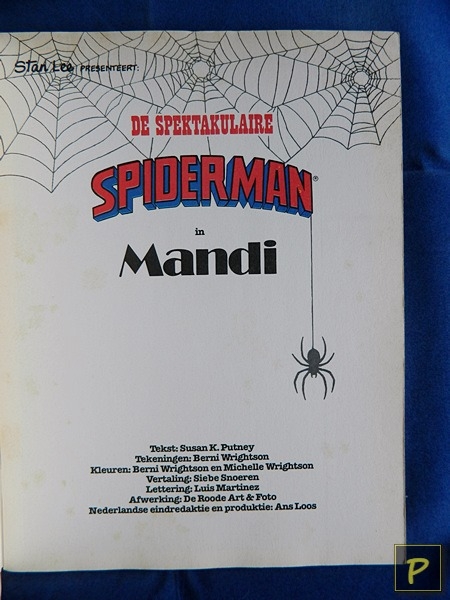 Stan Lee PRESENTEERT:
DE SPEKTAKULAIRE
SPIDERMAN®
in
Mandi
Tekst: Susan K. Putney
Tekeningen: Berni Wrightson
Kleuren: Berni Wrightson en Michelle Wrightson
Vertaling: Siebe Snoeren
Lettering: Luis Martinez
Afwerking: De Roode Art & Foto
Nederlandse eindredaktie en produktie: Ans Loos
P